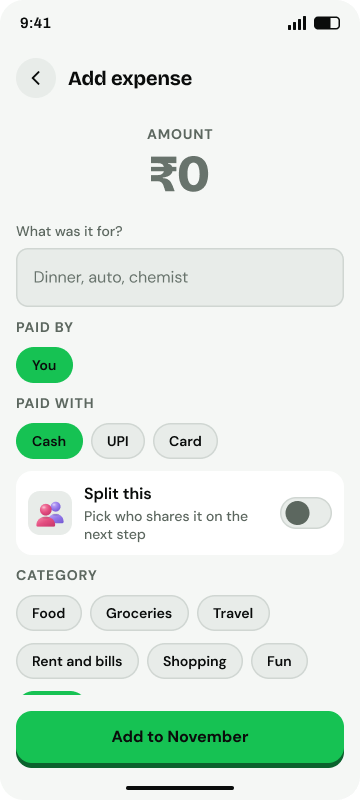 9:41
Add expense
AMOUNT
₹0
What was it for?
Dinner, auto, chemist
PAID BY
You
PAID WITH
Cash UPI Card
Split this
Pick who shares it on the
next step
CATEGORY
Food Groceries Travel
Rent and bills Shopping Fun
Add to November